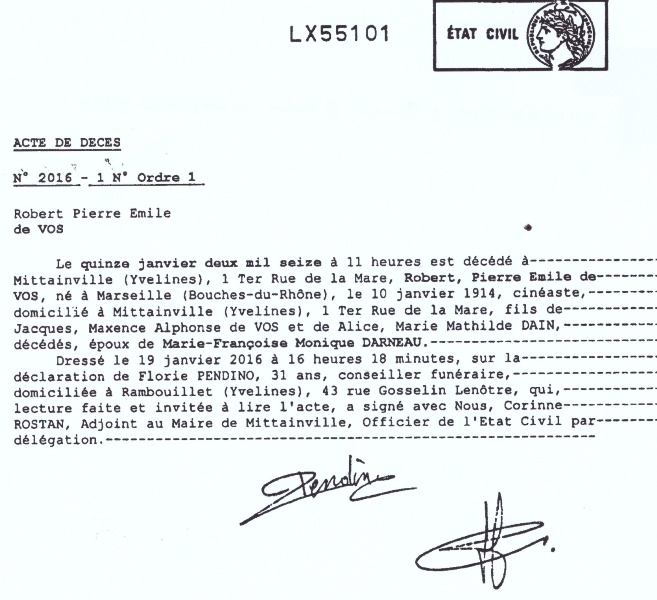 LX55101
ÉTAT CIVIL
RÉPUBLIQUE FRANÇAISE
ACTE DE DECES
N° 2016 - 1 N° Ordre 1
Robert Pierre Emile
de VOS
Le quinze janvier deux mil seize à 11 heures est décédé à---------------
Mittainville (Yvelines), 1 Ter Rue de la Mare, Robert, Pierre Emile de-------
VOS, né à Marseille (Bouches-du-Rhône), le 10 janvier 1914, cinéaste,---------
domicilié à Mittainville (Yvelines), 1 Ter Rue de la Mare, fils de-----------
Jacques, Maxence Alphonse de VOS et de Alice, Marie Mathilde DAIN,-----------
décédés, époux de Marie-Françoise Monique DARNEAU.---------------------------
Dressé le 19 janvier 2016 à 16 heures 18 minutes, sur la----------------
déclaration de Florie PENDINO, 31 ans, conseiller funéraire,-----------------
domiciliée à Rambouillet (Yvelines), 43 rue Gosselin Lenôtre, qui,-----------
lecture faite et invitée à lire l'acte, a signé avec Nous, Corinne-----------
ROSTAN, Adjoint au Maire de Mittainville, Officier de l'Etat Civil par-------
délégation.----------------------------------------------------------
Pendino